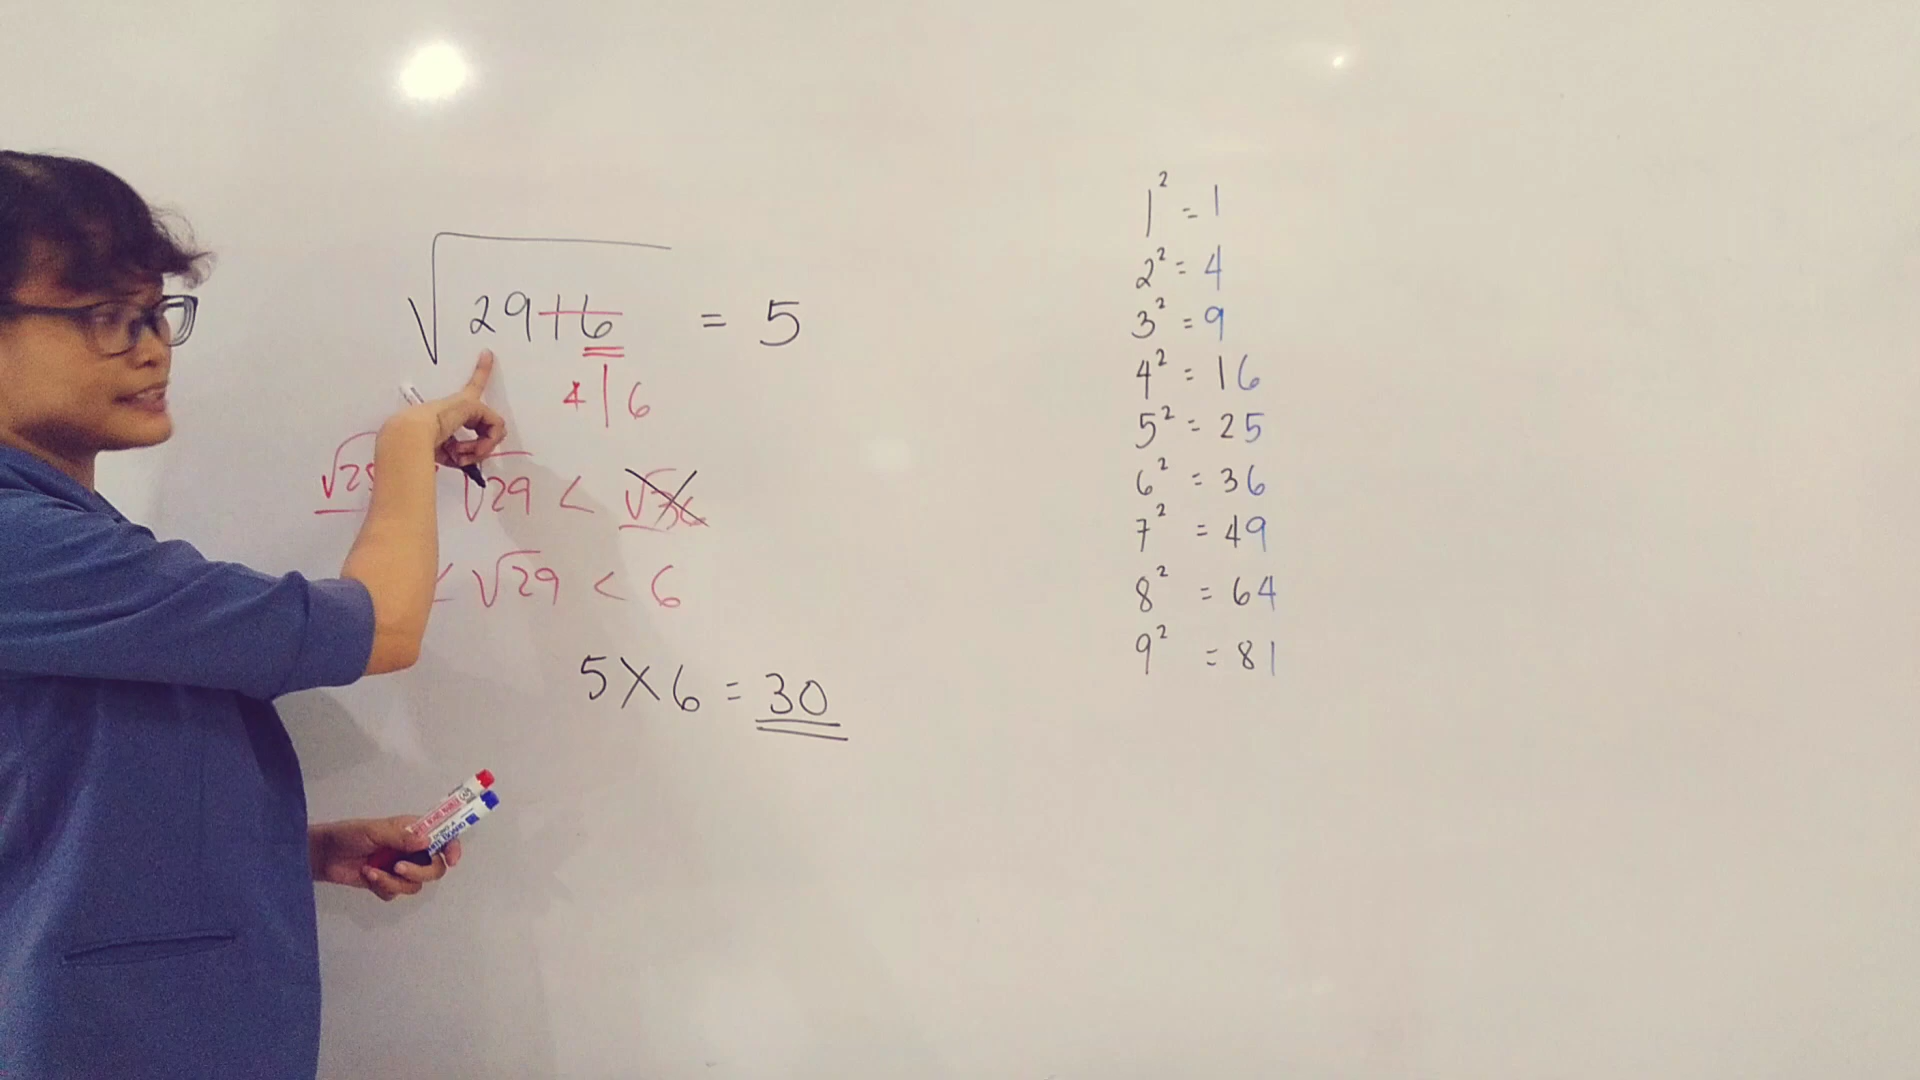 √29+6 = 5
4 | 6
√25 √29 < √36
< √29 < 6
5 X 6 = 30
1² = 1
2² = 4
3² = 9
4² = 16
5² = 25
6² = 36
7² = 49
8² = 64
9² = 81